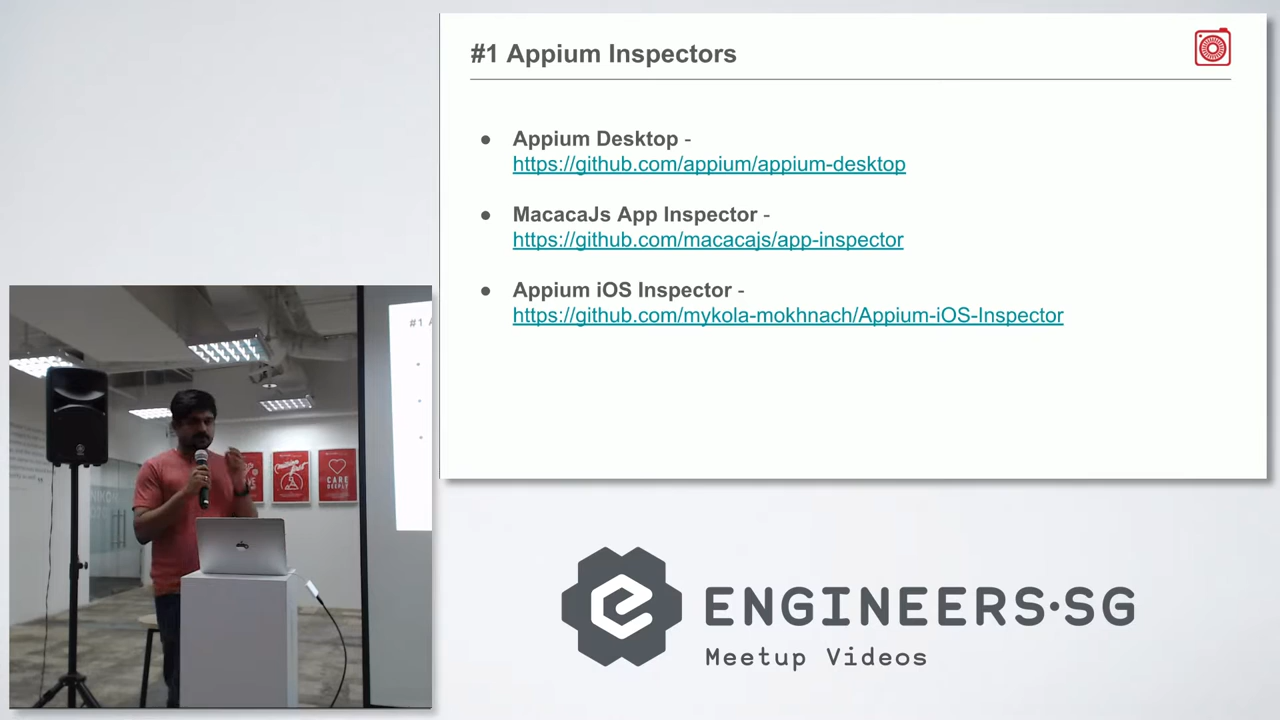 #1 Appium Inspectors
● Appium Desktop -
https://github.com/appium/appium-desktop
● MacacaJs App Inspector -
https://github.com/macacajs/app-inspector
● Appium iOS Inspector -
https://github.com/mykola-mokhnach/Appium-iOS-Inspector
#1
CARE
DEEPLY
ENGINEERS·SG
Meetup Videos